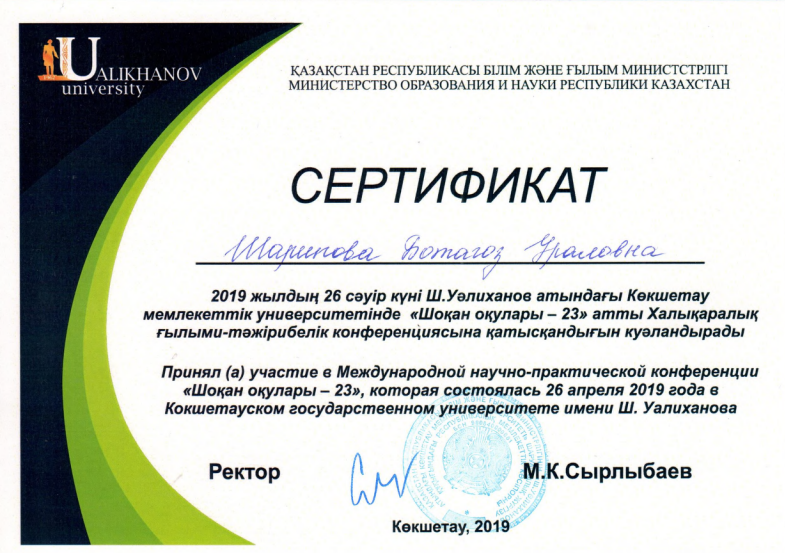 UALIKHANOV
university
ҚАЗАҚСТАН РЕСПУБЛИКАСЫ БІЛІМ ЖӘНЕ ҒЫЛЫМ МИНИСТСТРЛІГІ
МИНИСТЕРСТВО ОБРАЗОВАНИЯ И НАУКИ РЕСПУБЛИКИ КАЗАХСТАН
СЕРТИФИКАТ
Шарипова Ботагоз Ураловна
2019 жылдың 26 сәуір күні Ш.Уәлиханов атындағы Көкшетау
мемлекеттік университетінде «Шоқан оқулары – 23» атты Халықаралық
ғылыми-тәжірибелік конференциясына қатысқандығын куәландырады
Принял (а) участие в Международной научно-практической конференции
«Шоқан оқулары – 23», которая состоялась 26 апреля 2019 года в
Кокшетауском государственном университете имени Ш. Уалиханова
Ректор М.К.Сырлыбаев
Көкшетау, 2019